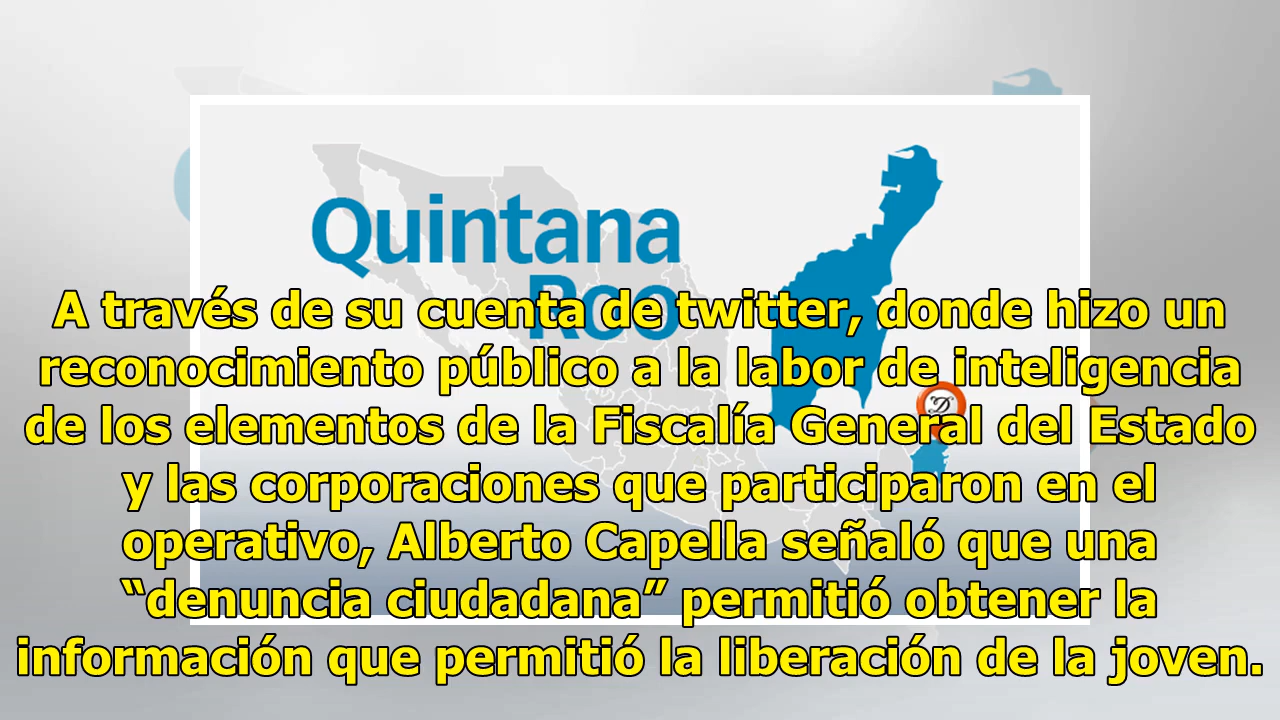 Quintana
Roo
A través de su cuenta de twitter, donde hizo un
reconocimiento público a la labor de inteligencia
de los elementos de la Fiscalía General del Estado
y las corporaciones que participaron en el
operativo, Alberto Capella señaló que una
“denuncia ciudadana” permitió obtener la
información que permitió la liberación de la joven.
D